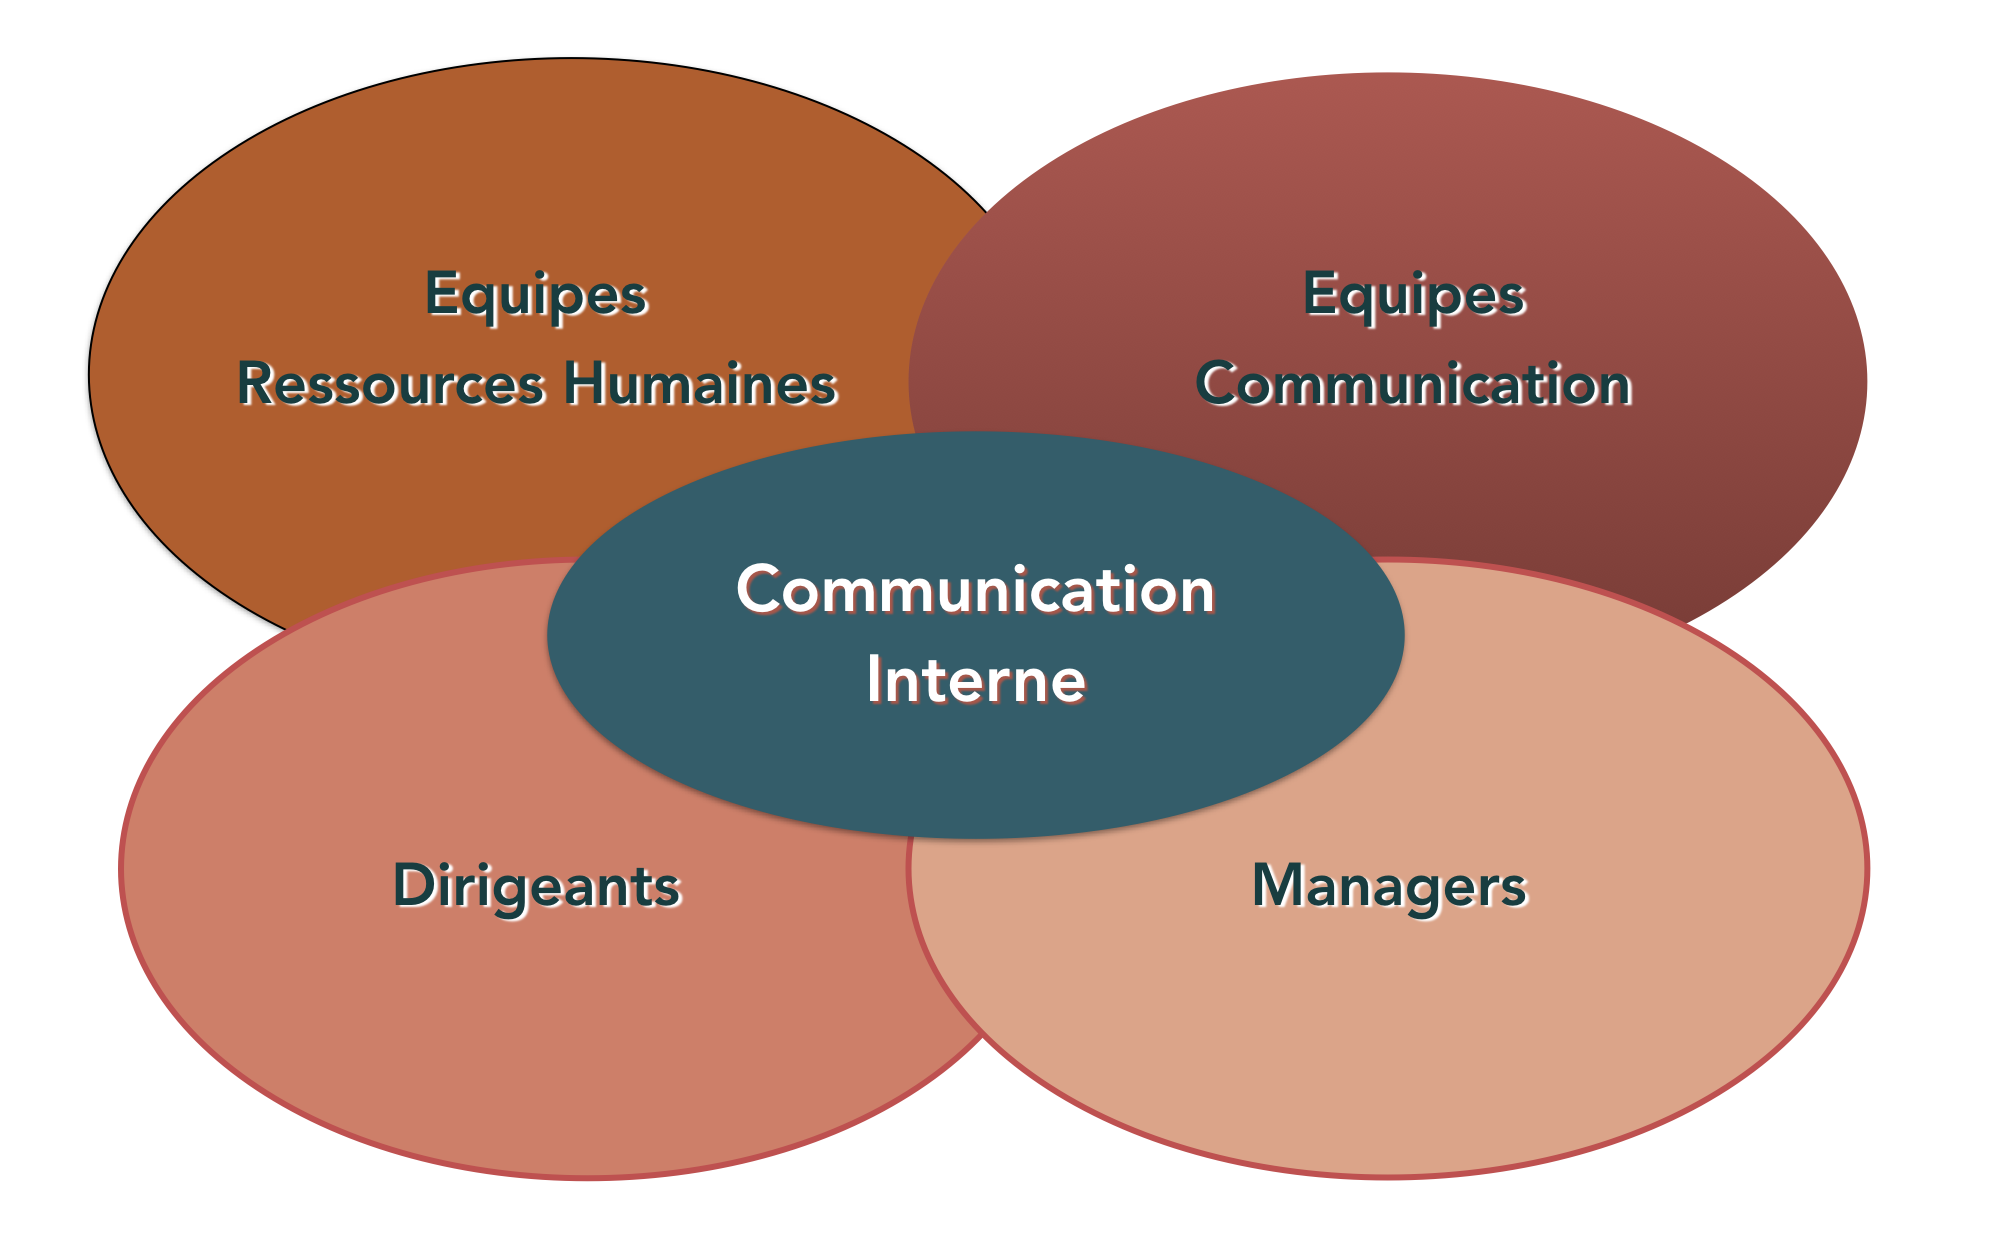 Equipes
Ressources Humaines
Equipes
Communication
Communication
Interne
Dirigeants
Managers